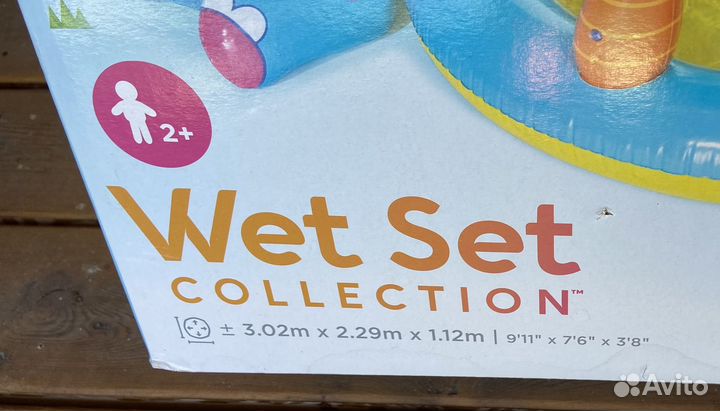 2+
Wet Set
COLLECTION™
± 3.02m x 2.29m x 1.12m | 9'11" x 7'6" x 3'8"
Avito